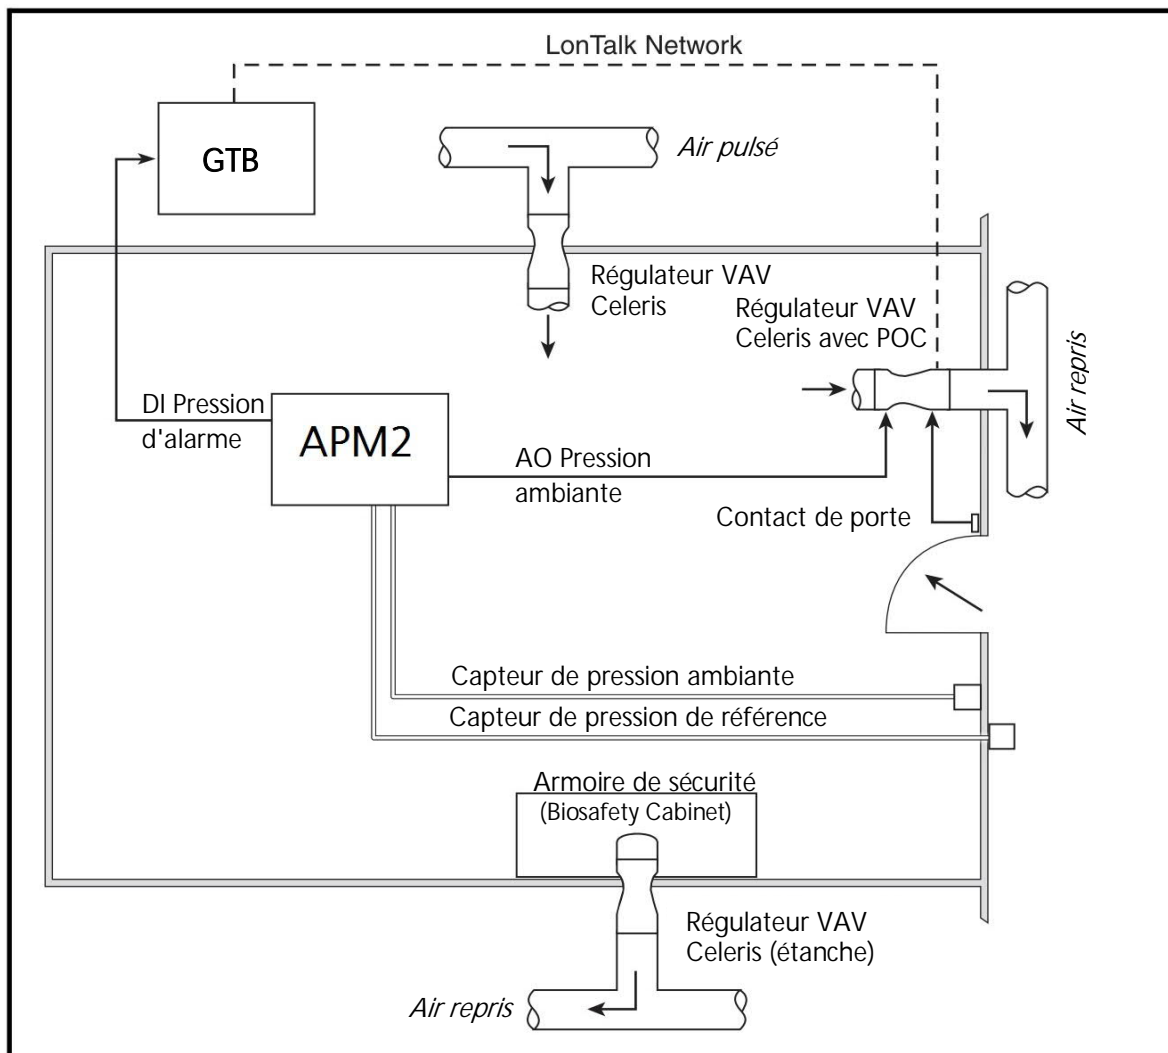 LonTalk Network
GTB
Air pulsé
Régulateur VAV
Celeris
Régulateur VAV
Celeris avec POC
Air repris
DI Pression
d'alarme
APM2
AO Pression
ambiante
Contact de porte
Capteur de pression ambiante
Capteur de pression de référence
Armoire de sécurité
(Biosafety Cabinet)
Régulateur VAV
Celeris (étanche)
Air repris